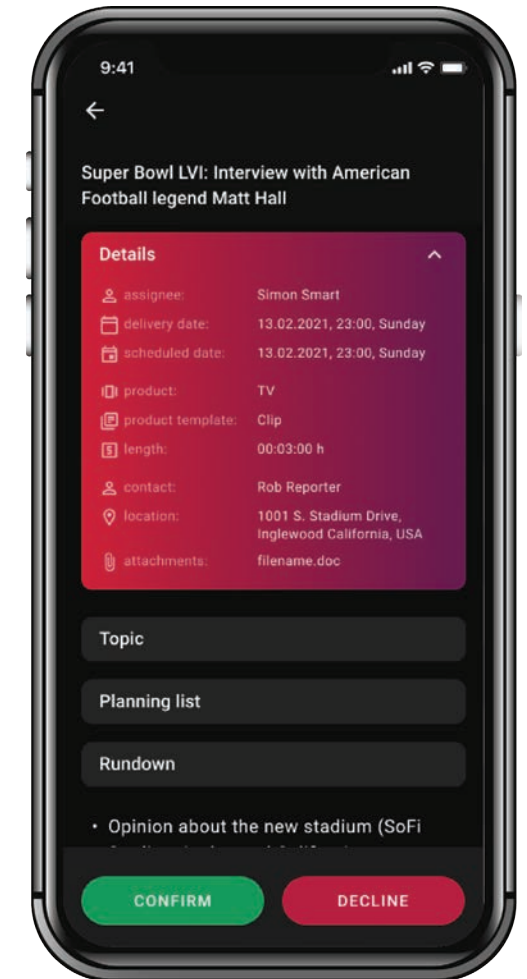 9:41
Super Bowl LVI: Interview with American
Football legend Matt Hall
Details
assignee: Simon Smart
delivery date: 13.02.2021, 23:00, Sunday
scheduled date: 13.02.2021, 23:00, Sunday
product: TV
product template: Clip
length: 00:03:00 h
contact: Rob Reporter
location: 1001 S. Stadium Drive,
Inglewood California, USA
attachments: filename.doc
Topic
Planning list
Rundown
• Opinion about the new stadium (SoFi
CONFIRM DECLINE